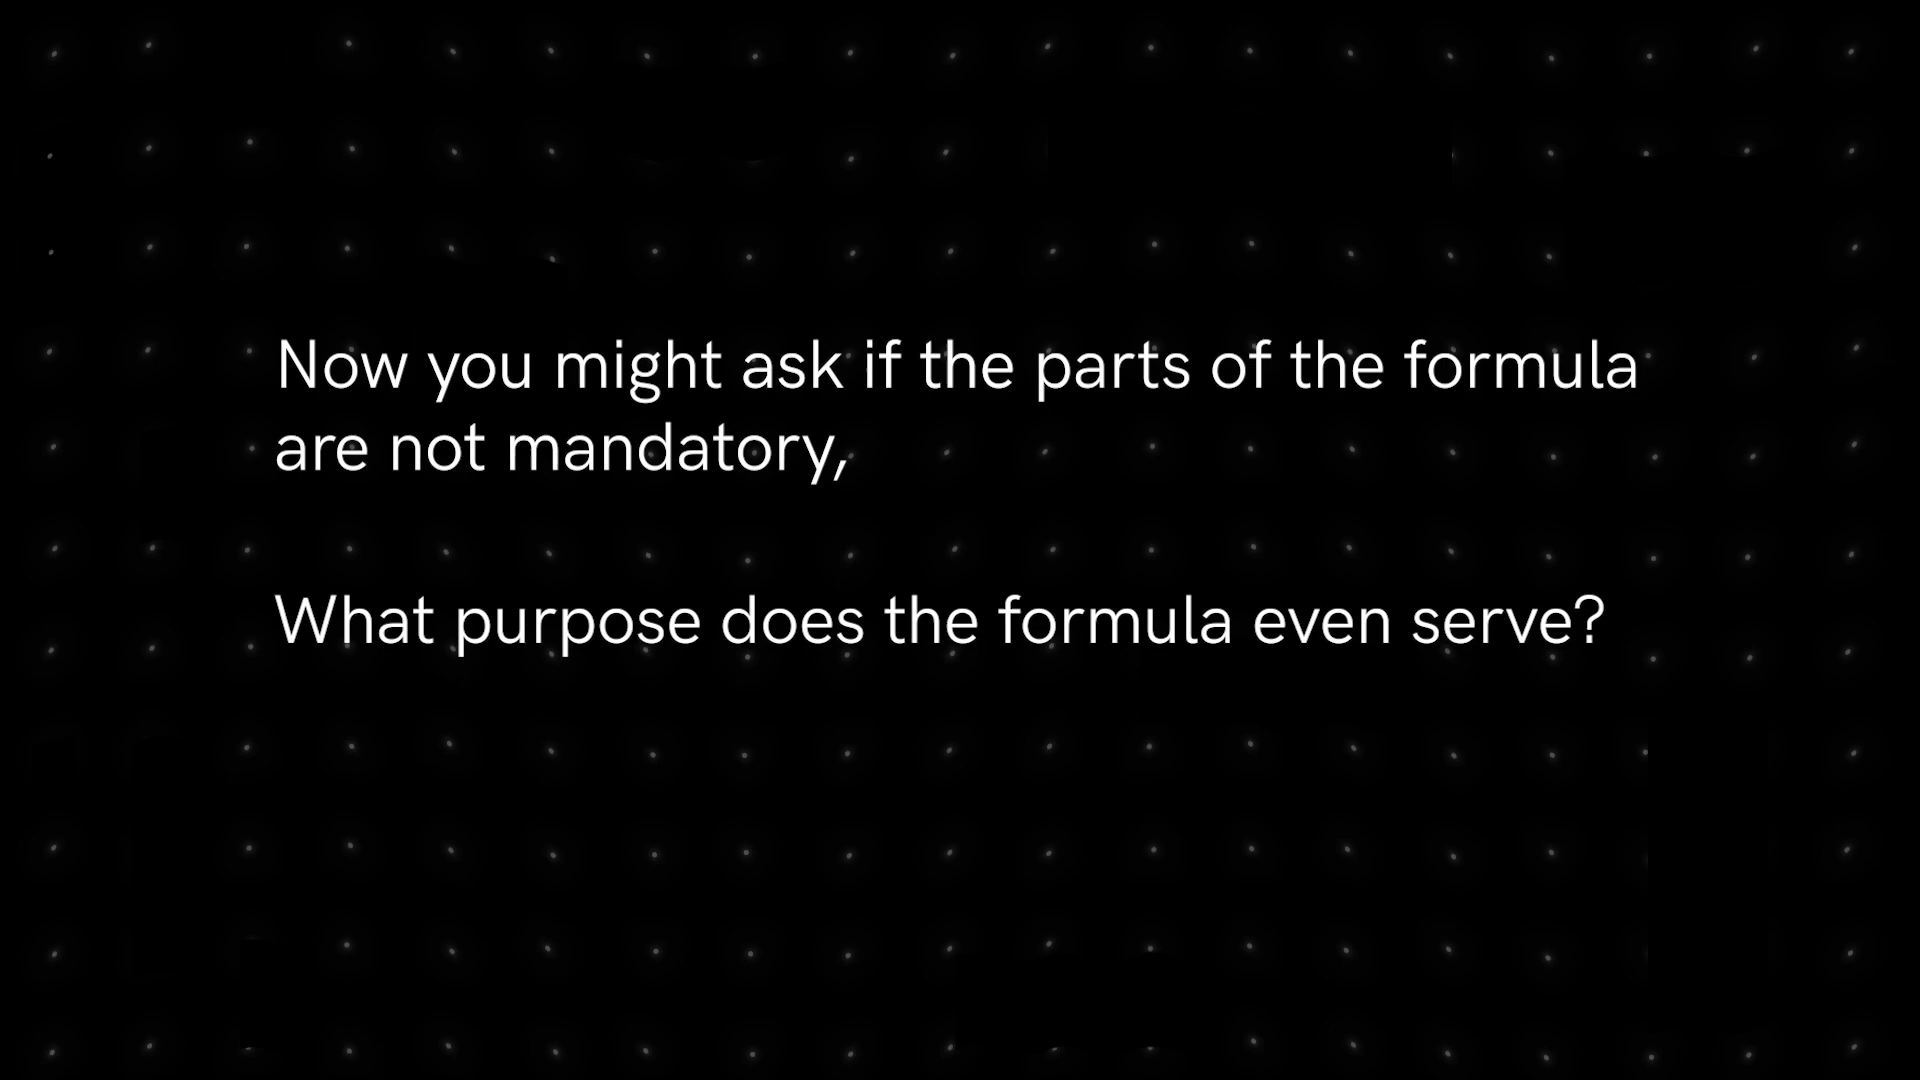 Now you might ask if the parts of the formula
are not mandatory,
What purpose does the formula even serve?